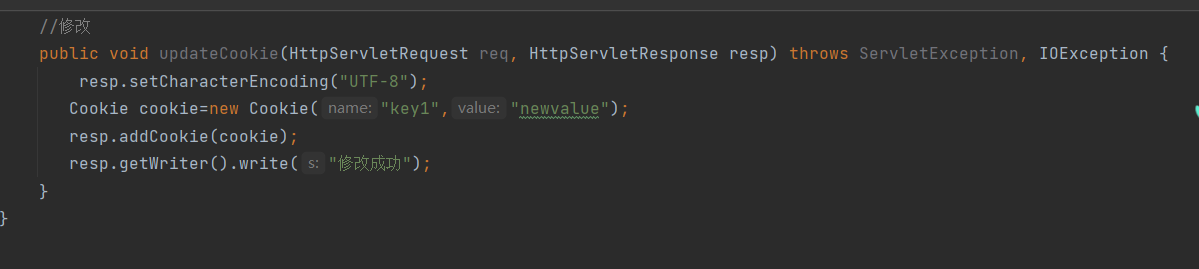 //修改
public void updateCookie(HttpServletRequest req, HttpServletResponse resp) throws ServletException, IOException {
resp.setCharacterEncoding("UTF-8");
Cookie cookie=new Cookie( name: "key1", value: "newvalue");
resp.addCookie(cookie);
resp.getWriter().write( s: "修改成功");
}
}